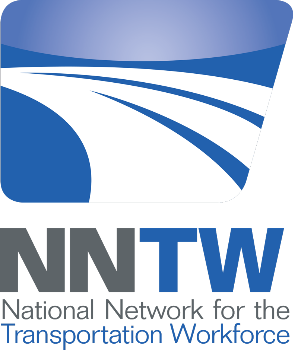 NNTW
National Network for the
Transportation Workforce